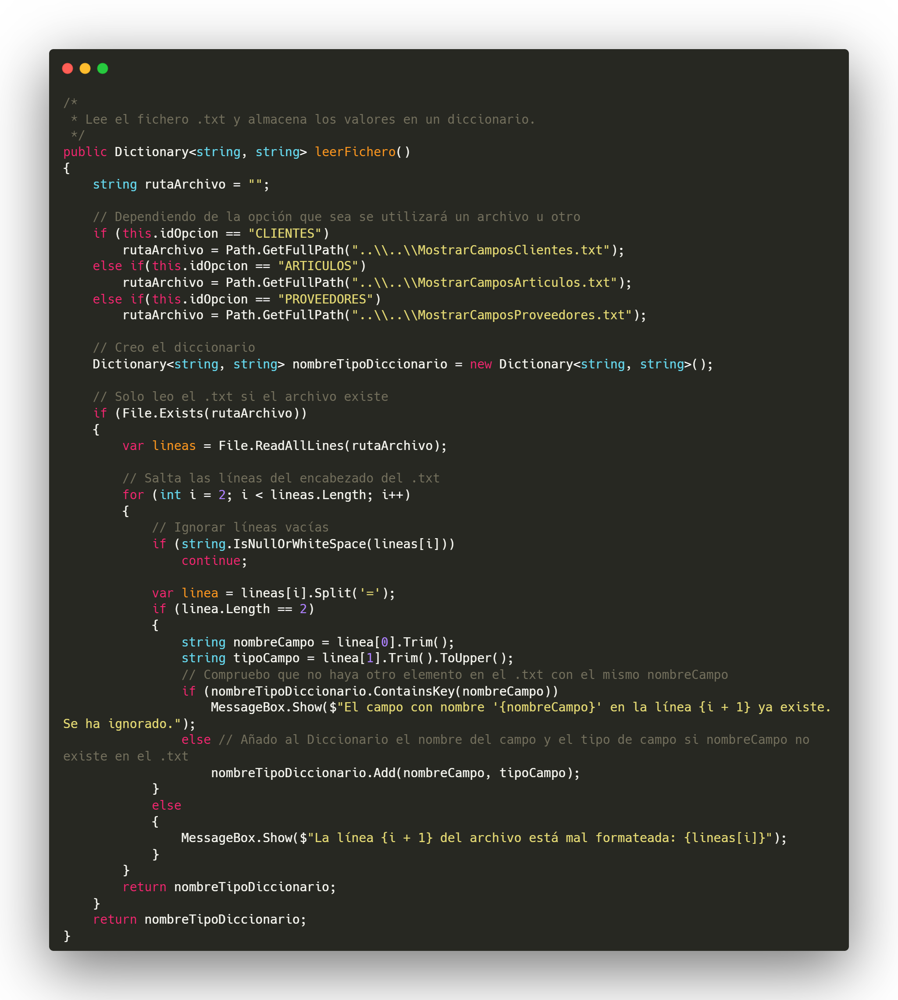 /*
 * Lee el fichero .txt y almacena los valores en un diccionario.
 */
public Dictionary<string, string> leerFichero()
{
    string rutaArchivo = "";

    // Dependiendo de la opción que sea se utilizará un archivo u otro
    if (this.idOpcion == "CLIENTES")
        rutaArchivo = Path.GetFullPath("..\\..\\MostrarCamposClientes.txt");
    else if(this.idOpcion == "ARTICULOS")
        rutaArchivo = Path.GetFullPath("..\\..\\MostrarCamposArticulos.txt");
    else if(this.idOpcion == "PROVEEDORES")
        rutaArchivo = Path.GetFullPath("..\\..\\MostrarCamposProveedores.txt");

    // Creo el diccionario
    Dictionary<string, string> nombreTipoDiccionario = new Dictionary<string, string>();

    // Solo leo el .txt si el archivo existe
    if (File.Exists(rutaArchivo))
    {
        var lineas = File.ReadAllLines(rutaArchivo);

        // Salta las líneas del encabezado del .txt
        for (int i = 2; i < lineas.Length; i++)
        {
            // Ignorar líneas vacías
            if (string.IsNullOrWhiteSpace(lineas[i]))
                continue;

            var linea = lineas[i].Split('=');
            if (linea.Length == 2)
            {
                string nombreCampo = linea[0].Trim();
                string tipoCampo = linea[1].Trim().ToUpper();
                // Compruebo que no haya otro elemento en el .txt con el mismo nombreCampo
                if (nombreTipoDiccionario.ContainsKey(nombreCampo))
                    MessageBox.Show($"El campo con nombre '{nombreCampo}' en la línea {i + 1} ya existe.
Se ha ignorado.");
                else // Añado al Diccionario el nombre del campo y el tipo de campo si nombreCampo no
existe en el .txt
                    nombreTipoDiccionario.Add(nombreCampo, tipoCampo);
            }
            else
            {
                MessageBox.Show($"La línea {i + 1} del archivo está mal formateada: {lineas[i]}");
            }
        }
        return nombreTipoDiccionario;
    }
    return nombreTipoDiccionario;
}